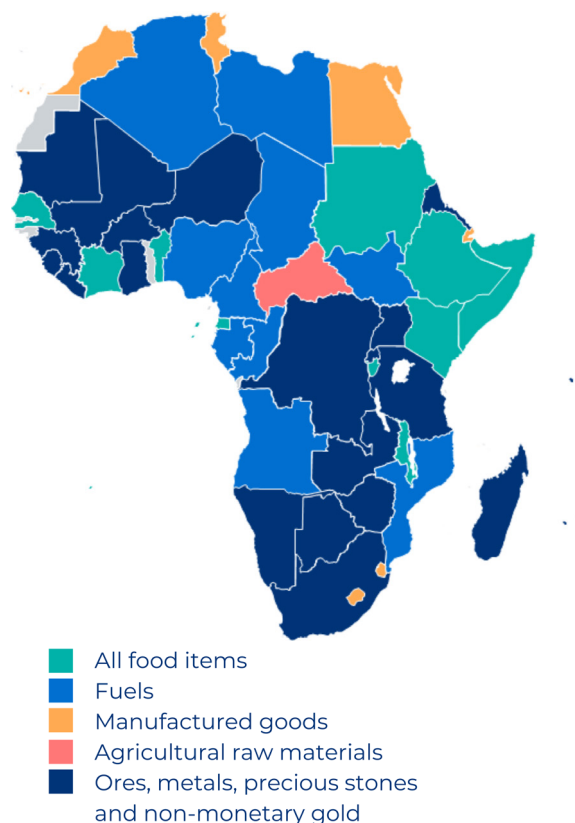 All food items
Fuels
Manufactured goods
Agricultural raw materials
Ores, metals, precious stones
and non-monetary gold